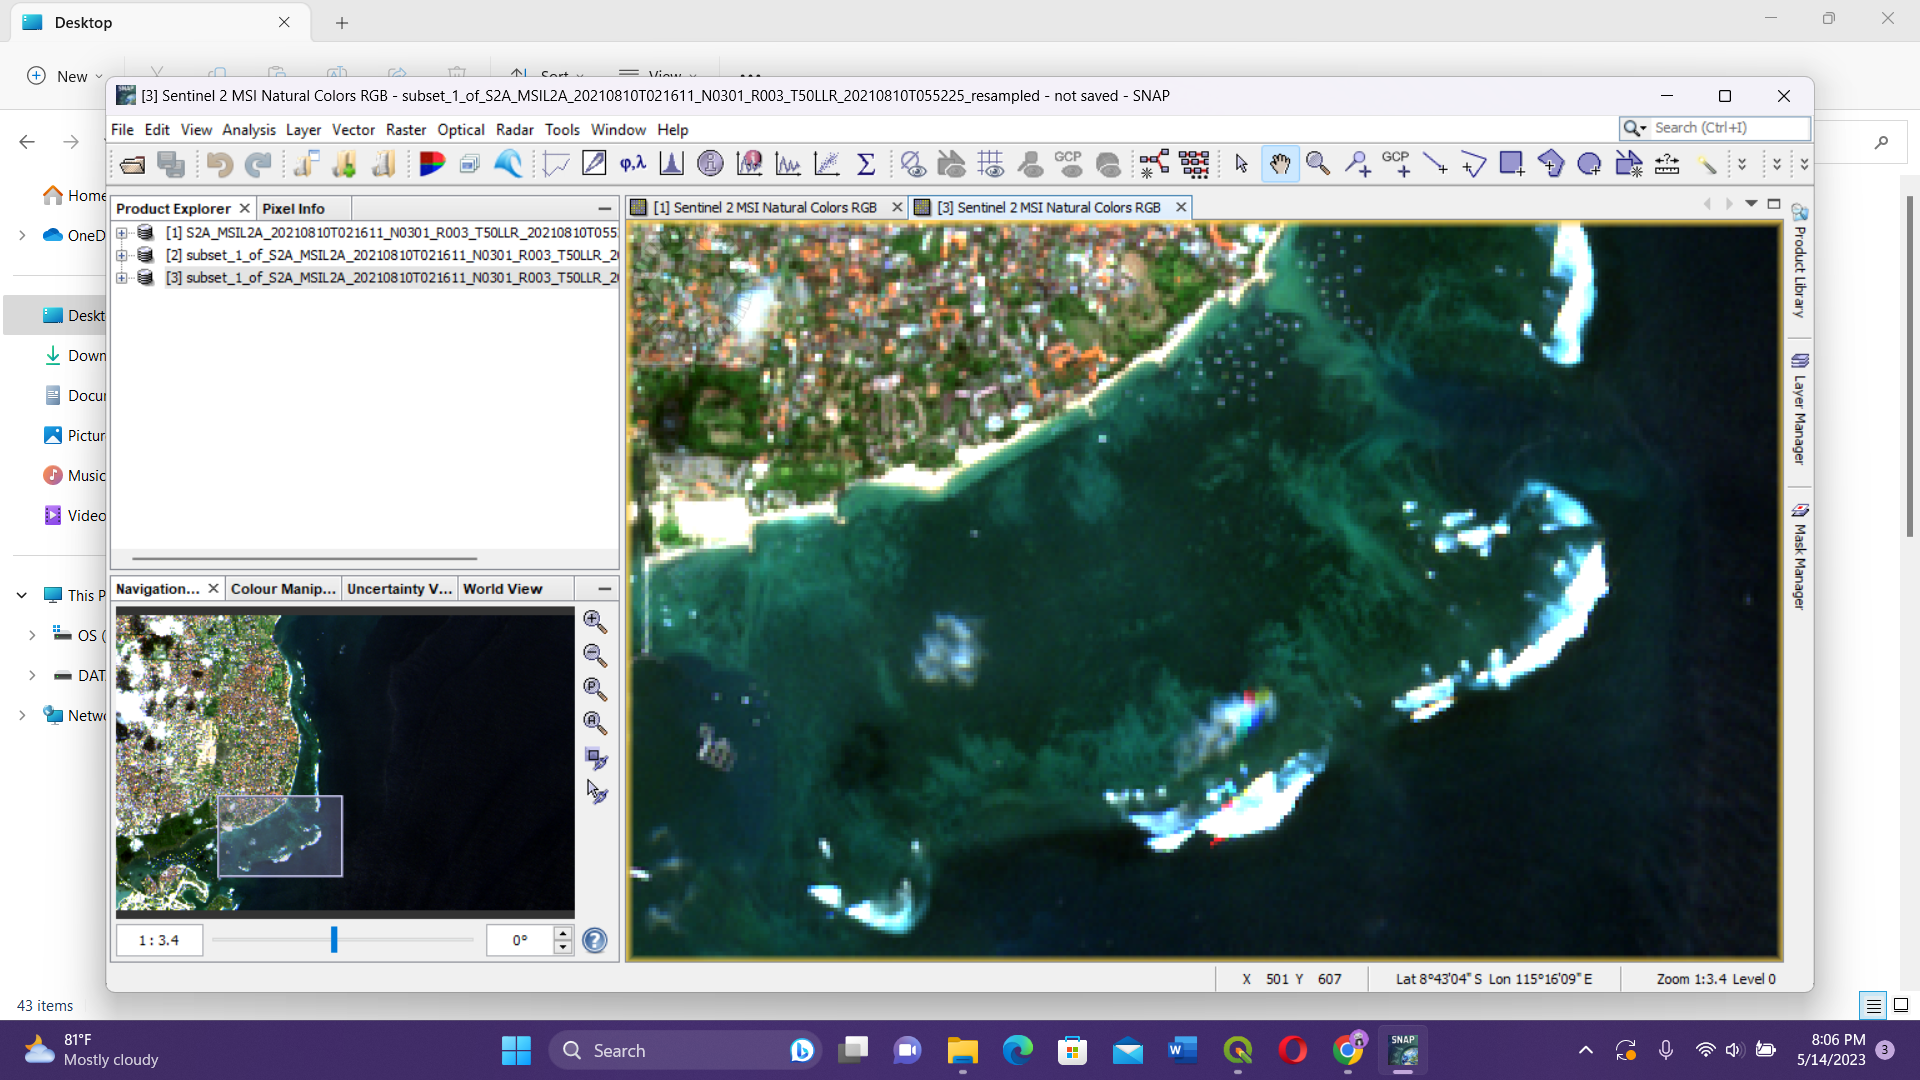 Desktop
New
Sort
View
[3] Sentinel 2 MSI Natural Colors RGB - subset_1_of_S2A_MSIL2A_20210810T021611_N0301_R003_T50LLR_20210810T055225_resampled - not saved - SNAP
File Edit View Analysis Layer Vector Raster Optical Radar Tools Window Help
Search (Ctrl+I)
φ,λ
GCP
GCP
Home
OneD
Deskt
Down
Docur
Pictur
Music
Video
This P
OS (
DAT
Netwo
43 items
Product Explorer
Pixel Info
[1] S2A_MSIL2A_20210810T021611_N0301_R003_T50LLR_20210810T055
[2] subset_1_of_S2A_MSIL2A_20210810T021611_N0301_R003_T50LLR_2
[3] subset_1_of_S2A_MSIL2A_20210810T021611_N0301_R003_T50LLR_2
[1] Sentinel 2 MSI Natural Colors RGB
[3] Sentinel 2 MSI Natural Colors RGB
Product Library
Layer Manager
Mask Manager
Navigation...
Colour Manip...
Uncertainty V...
World View
1 : 3.4
0°
X 501 Y 607
Lat 8°43'04" S Lon 115°16'09" E
Zoom 1:3.4 Level 0
81°F
Mostly cloudy
Search
SNAP
8:06 PM
5/14/2023
3